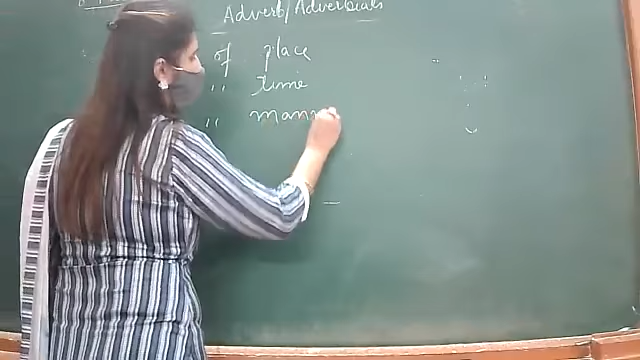 Adverb/Adverbials
of place
" time
" mann